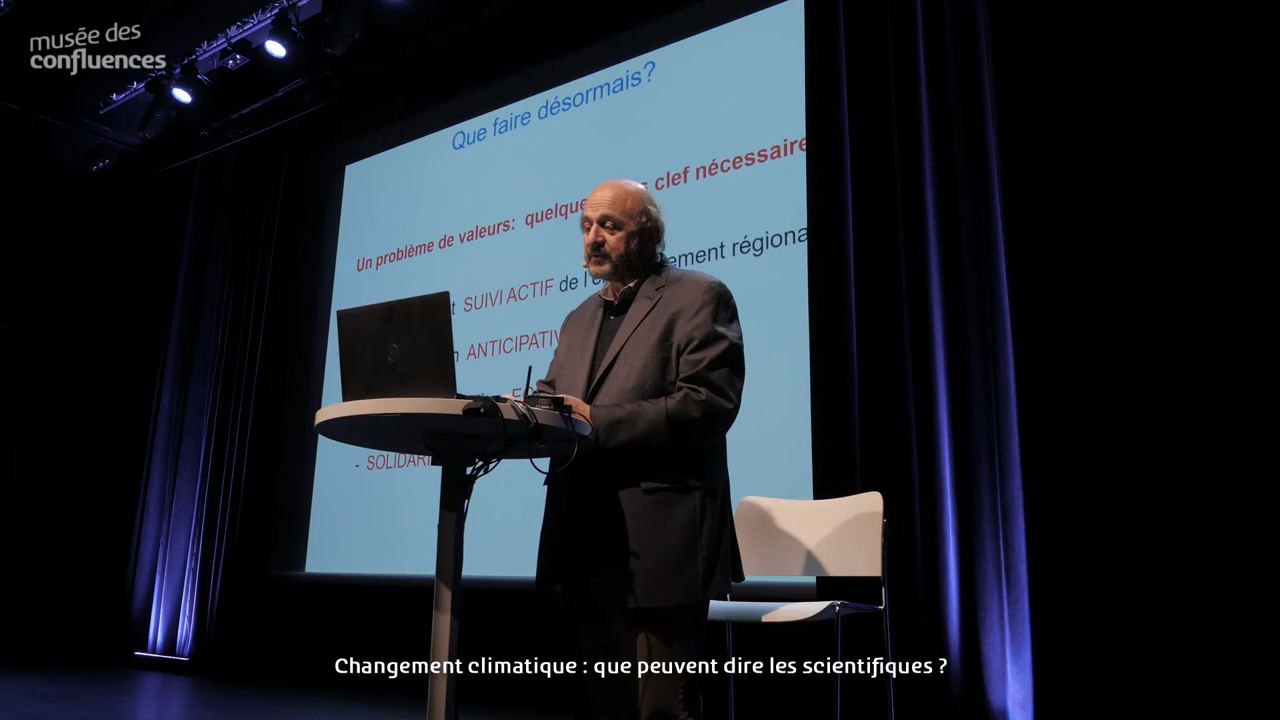 musée des
confluences
Que faire désormais?
Un problème de valeurs: quelque clef nécessaire
SUIVI ACTIF de l'e ement régiona
ANTICIPATIV
- SOLIDARI
Changement climatique : que peuvent dire les scientifiques ?